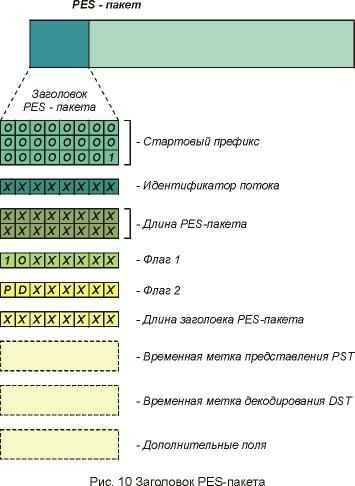 PES - пакет
Заголовок
PES - пакета
0 0 0 0 0 0 0 0
0 0 0 0 0 0 0 0
0 0 0 0 0 0 0 1
- Стартовый префикс
X X X X X X X X
- Идентификатор потока
X X X X X X X X
X X X X X X X X
- Длина PES-пакета
1 0 X X X X X X
- Флаг 1
P D X X X X X X
- Флаг 2
X X X X X X X X
- Длина заголовка PES-пакета
- Временная метка представления PST
- Временная метка декодирования DST
- Дополнительные поля
Рис. 10 Заголовок PES-пакета